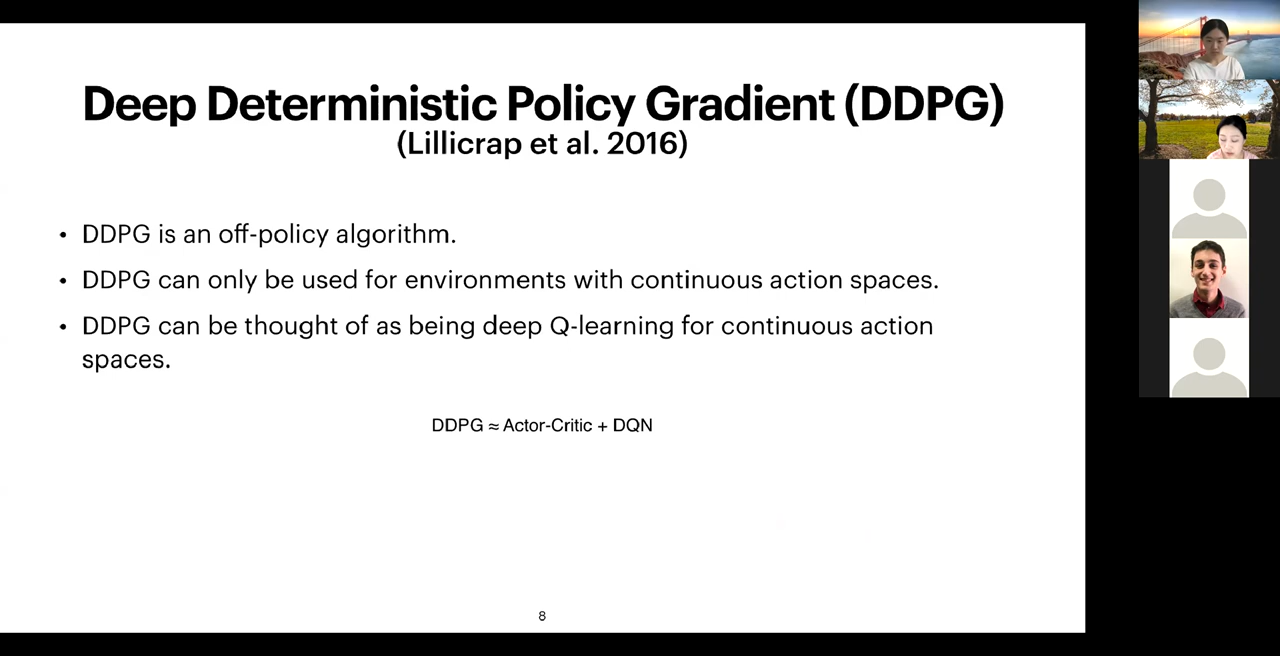 Deep Deterministic Policy Gradient (DDPG)
(Lillicrap et al. 2016)
• DDPG is an off-policy algorithm.
• DDPG can only be used for environments with continuous action spaces.
• DDPG can be thought of as being deep Q-learning for continuous action
spaces.
DDPG ≈ Actor-Critic + DQN
8